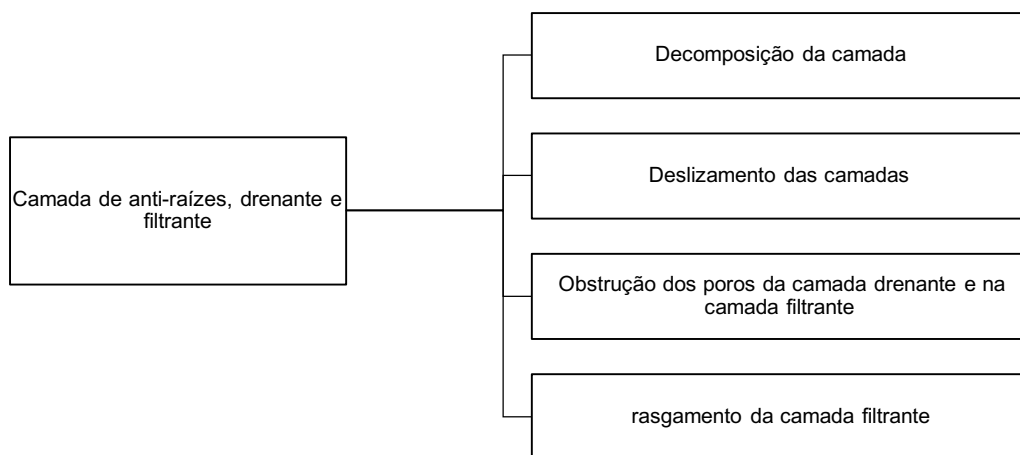 Camada de anti-raízes, drenante e
filtrante
Decomposição da camada
Deslizamento das camadas
Obstrução dos poros da camada drenante e na
camada filtrante
rasgamento da camada filtrante